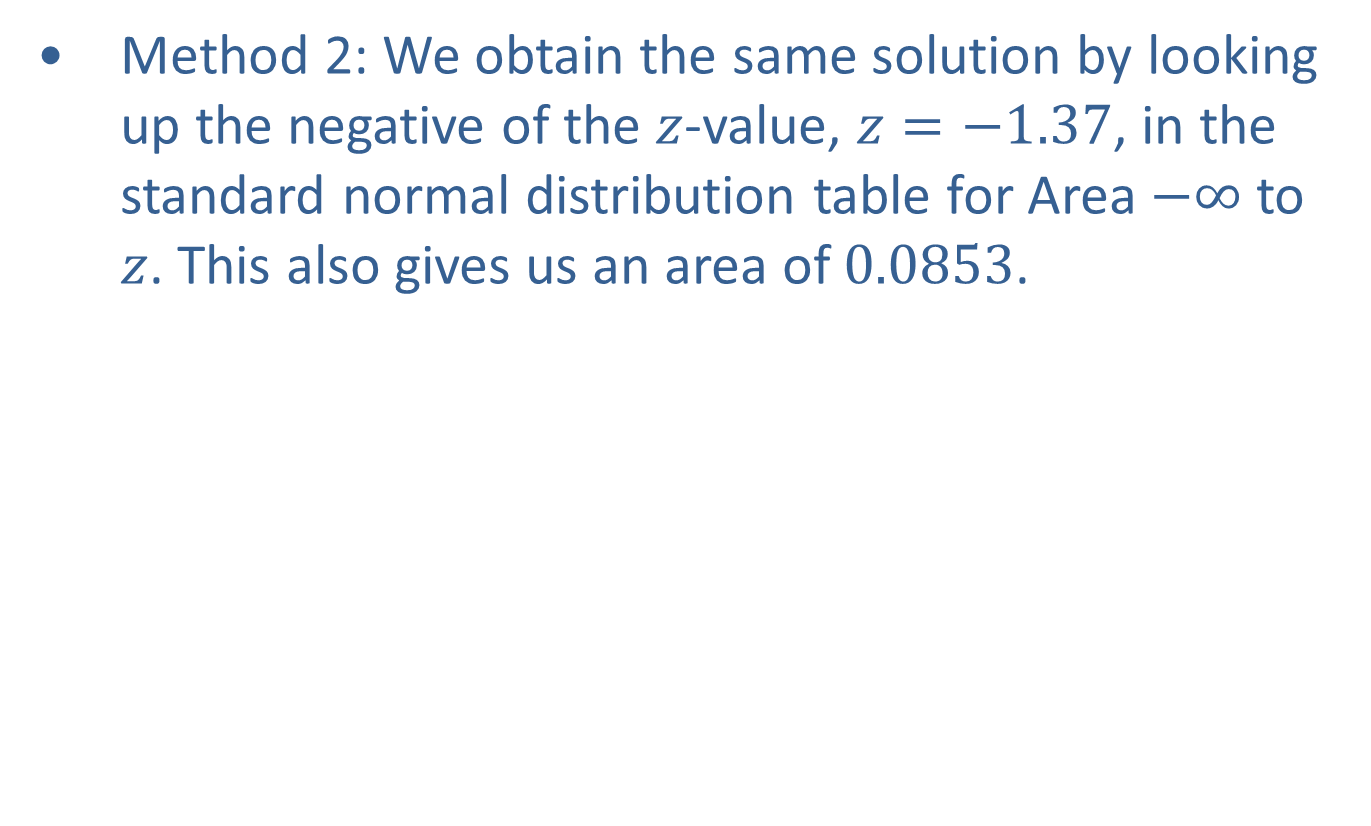 • Method 2: We obtain the same solution by looking
up the negative of the z-value, z = −1.37, in the
standard normal distribution table for Area −∞ to
z. This also gives us an area of 0.0853.